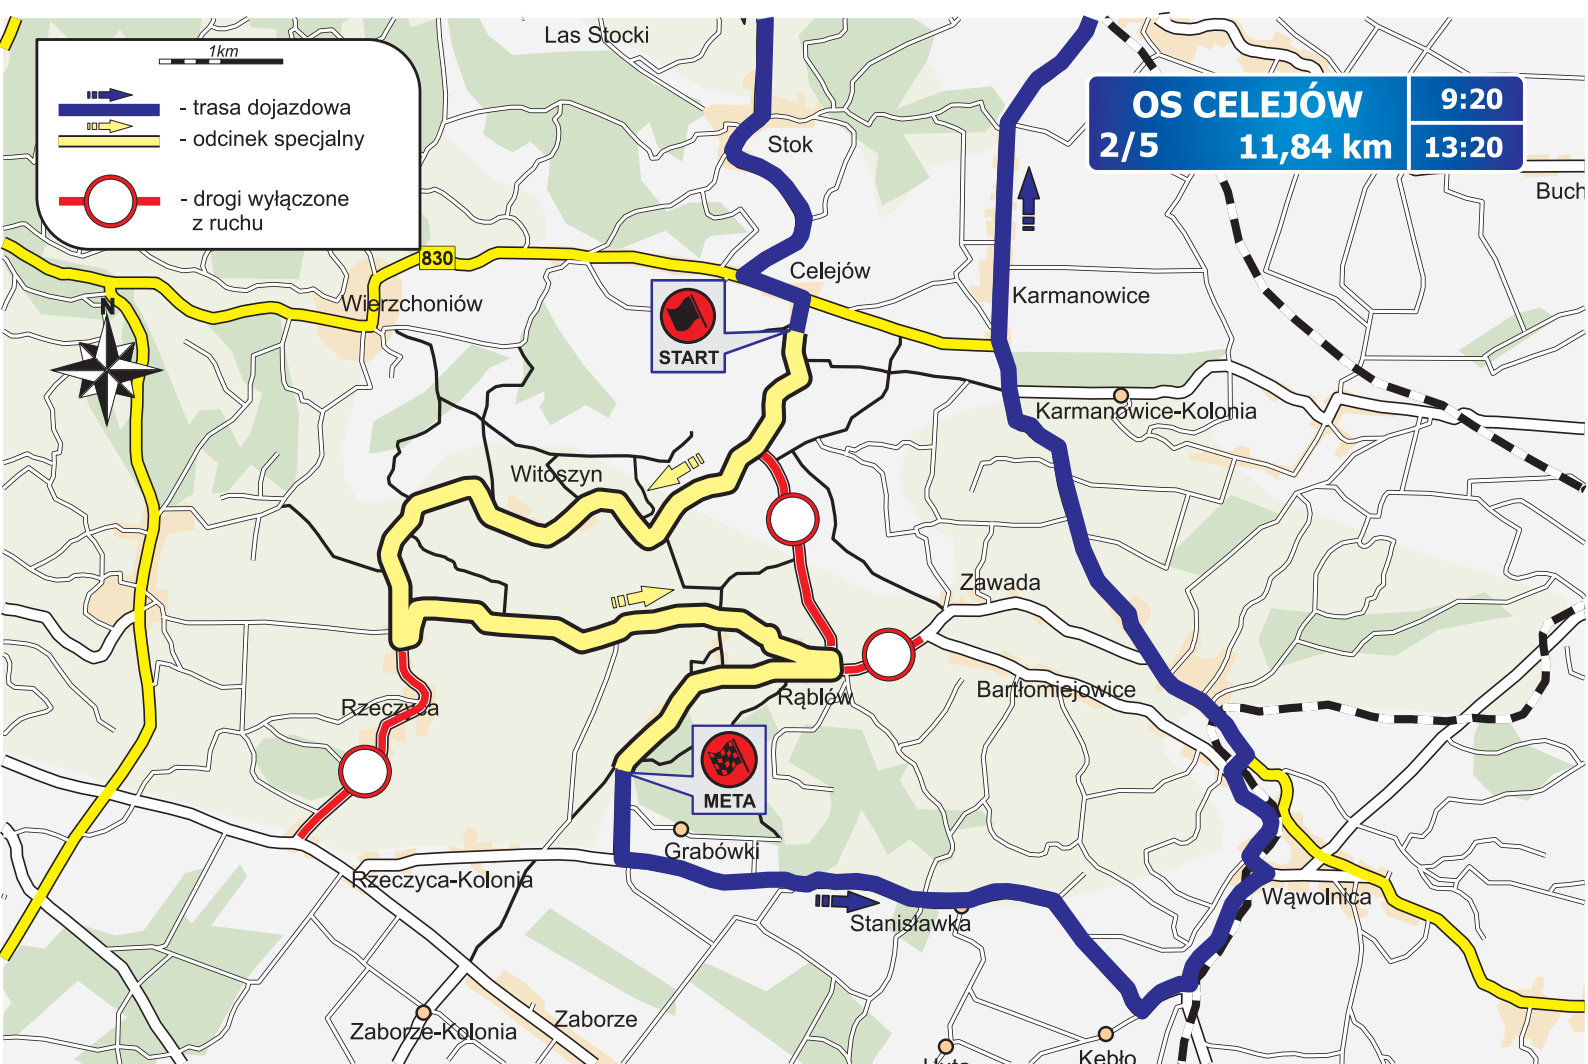 Las Stocki
1km
- trasa dojazdowa
- odcinek specjalny
- drogi wyłączone
z ruchu
OS CELEJÓW
9:20
2/5
11,84 km
13:20
Stok
Buch
830
Celejów
Wierzchoniów
Karmanowice
N
START
Karmanowice-Kolonia
Witoszyn
Zawada
Rąblów
Bartłomiejowice
Rzeczyca
META
Grabówki
Rzeczyca-Kolonia
Wąwolnica
Stanisławka
Zaborze
Zaborze-Kolonia
Kębło